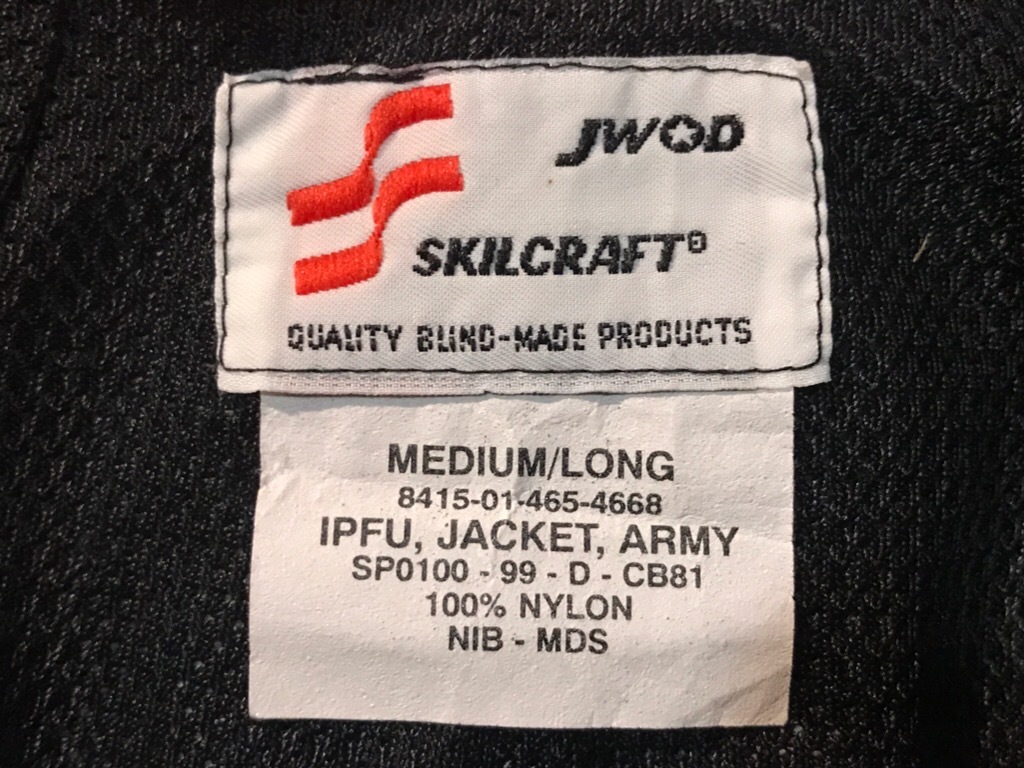 JWOD
SKILCRAFT®
QUALITY BLIND-MADE PRODUCTS
MEDIUM/LONG
8415-01-465-4668
IPFU, JACKET, ARMY
SP0100 - 99 - D - CB81
100% NYLON
NIB - MDS